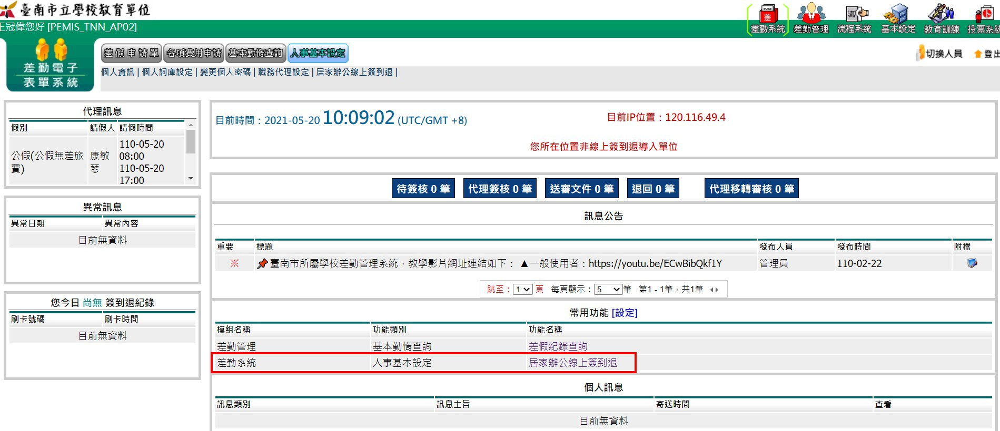 臺南市立學校教育單位
王冠偉您好 [PEMIS_TNN_AP02]
差
流
差勤系統 差勤管理 流程系統 基本設定 教育訓練 投票系統
差勤電子
表單系統
差假申請單 各項費用申請 基本勤惰查詢 人事基本設定
切換人員 登出
個人資訊 | 個人詞庫設定 | 變更個人密碼 | 職務代理設定 | 居家辦公線上簽到退 |
代理訊息
假別 請假人 請假時間
公假(公假無差旅費) 康敏琴 110-05-20 08:00 110-05-20 17:00
異常訊息
異常日期 異常內容
目前無資料
您今日 尚無 簽到退紀錄
刷卡號碼 刷卡時間
目前無資料
目前時間：2021-05-20 10:09:02 (UTC/GMT +8)
目前IP位置：120.116.49.4
您所在位置非線上簽到退導入單位
待簽核 0 筆 代理簽核 0 筆 送審文件 0 筆 退回 0 筆 代理移轉審核 0 筆
訊息公告
重要 標題 發布人員 發布時間 附檔
※ 臺南市所屬學校差勤管理系統，教學影片網址連結如下： ▲一般使用者：https://youtu.be/ECwBibQkf1Y 管理員 110-02-22
跳至：1 頁 每頁顯示：5 筆 第1 - 1筆，共1筆
常用功能 [設定]
模組名稱 功能類別 功能名稱
差勤管理 基本勤惰查詢 差假紀錄查詢
差勤系統 人事基本設定 居家辦公線上簽到退
個人訊息
訊息類別 訊息主旨 寄送時間 查看
目前無資料